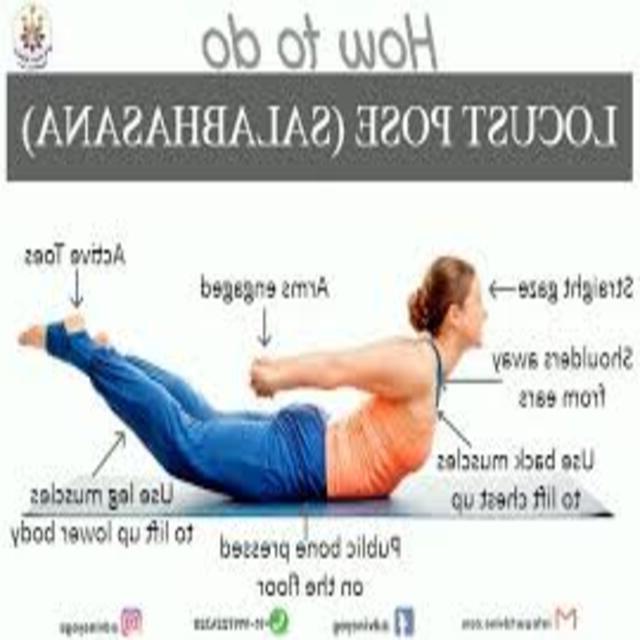 How to do
LOCUST POSE (SALABHASANA)
Active Toes
Arms engaged
Straight gaze
Shoulders away
from ears
Use back muscles
to lift chest up
Use leg muscles
to lift up lower body
Public bone pressed
on the floor